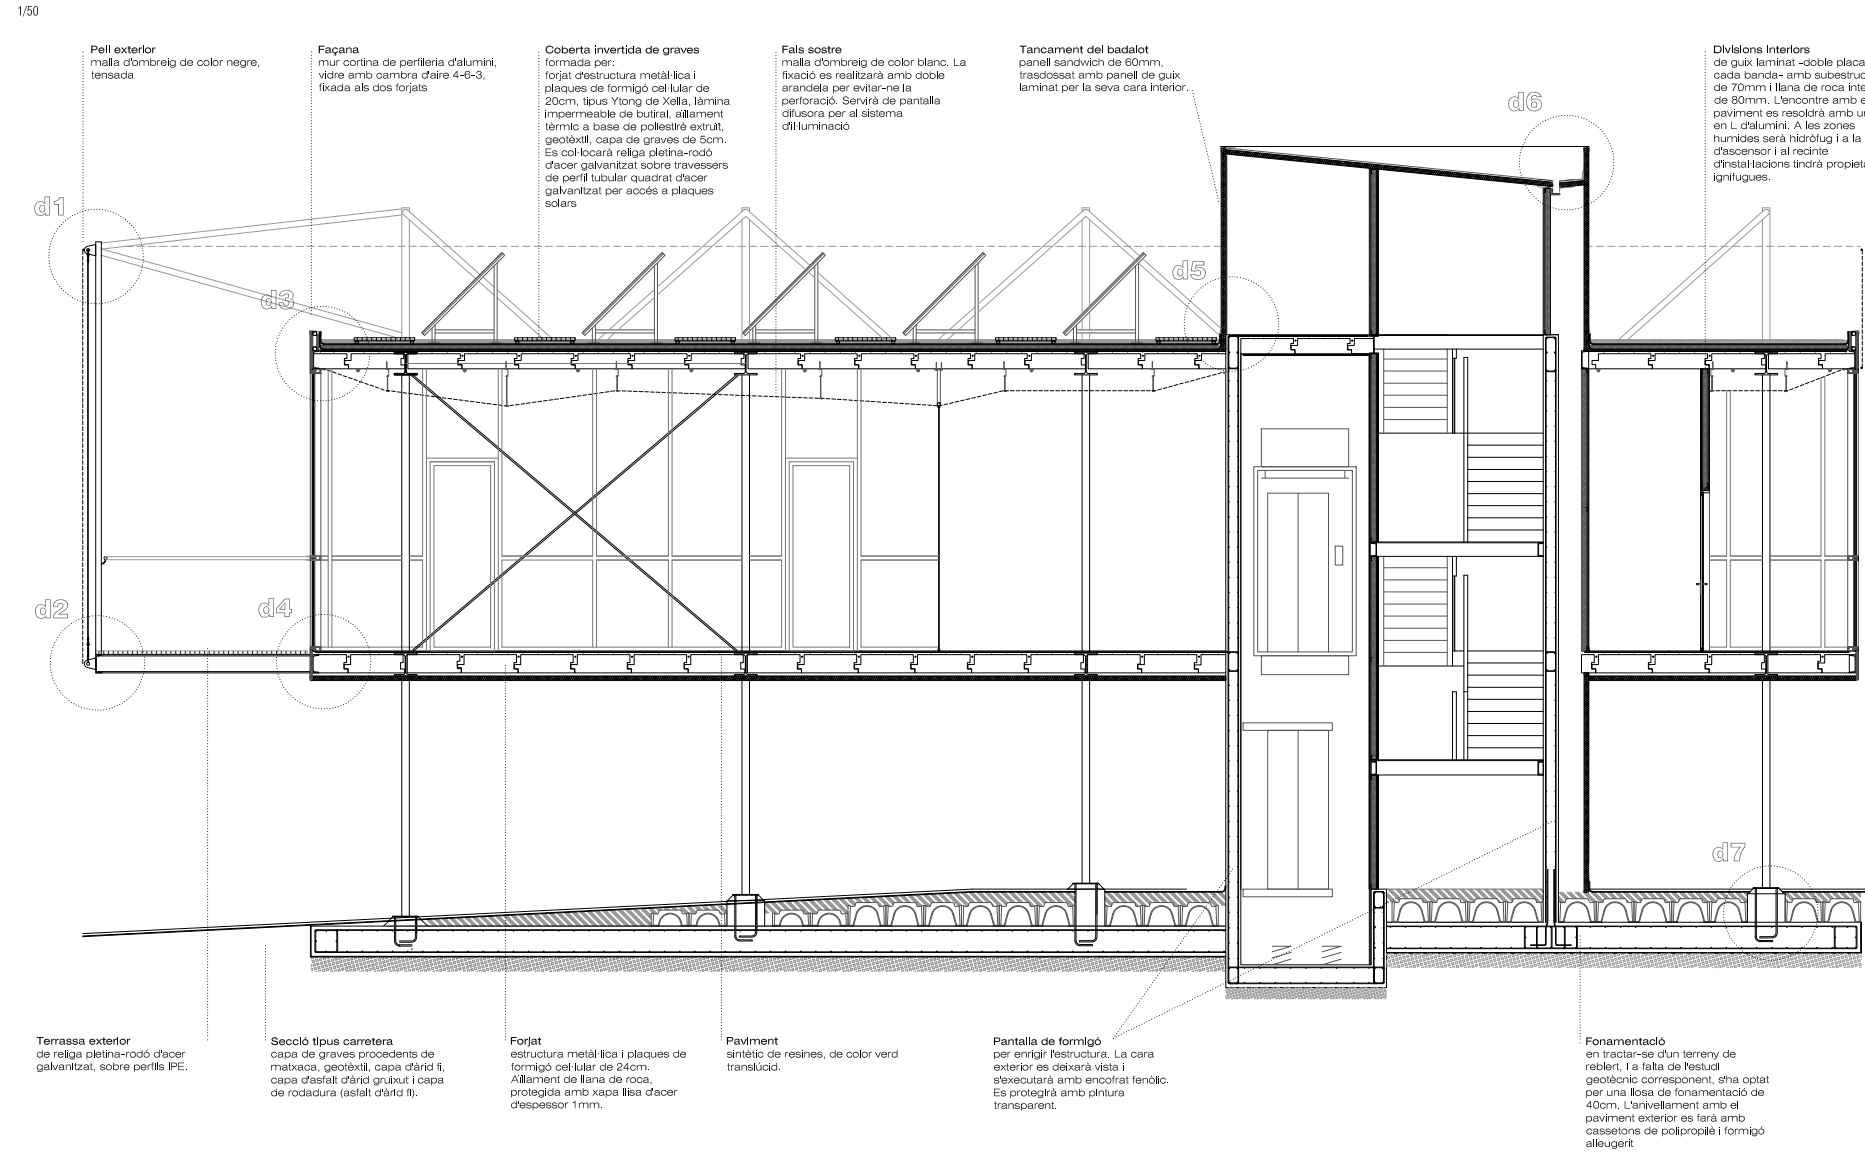 1/50
Pell exterior
malla d'ombreig de color negre,
tensada
Façana
mur cortina de perfileria d'alumini,
vidre amb cambra d'aire 4-6-3,
fixada als dos forjats
Coberta invertida de graves
formada per:
forjat d'estructura metàl·lica i
plaques de formigó cel·lular de
20cm, tipus Ytong de Xella, làmina
impermeable de butiral, aïllament
tèrmic a base de poliestirè extruït,
geotèxtil, capa de graves de 5cm.
Es col·locarà religa pletina-rodó
d'acer galvanitzat sobre travessers
de perfil tubular quadrat d'acer
galvanitzat per accés a plaques
solars
Fals sostre
malla d'ombreig de color blanc. La
fixació es realitzarà amb doble
arandela per evitar-ne la
perforació. Servirà de pantalla
difusora per al sistema
d'il·luminació
Tancament del badalot
panell sandwich de 60mm,
trasdossat amb panell de guix
laminat per la seva cara interior.
Divisions interiors
de guix laminat -doble placa
cada banda- amb subestruc
de 70mm i llana de roca inte
de 80mm. L'encontre amb e
paviment es resoldrà amb un
en L d'alumini. A les zones
humides serà hidròfug i a la
d'ascensor i al recinte
d'instal·lacions tindrà propieta
ignífugues.
d1
d2
d3
d4
d5
d6
d7
Terrassa exterior
de religa pletina-rodó d'acer
galvanitzat, sobre perfils IPE.
Secció tipus carretera
capa de graves procedents de
matxaca, geotèxtil, capa d'àrid fi,
capa d'asfalt d'àrid gruixut i capa
de rodadura (asfalt d'àrid fi).
Forjat
estructura metàl·lica i plaques de
formigó cel·lular de 24cm.
Aïllament de llana de roca,
protegida amb xapa llisa d'acer
d'espessor 1mm.
Paviment
sintètic de resines, de color verd
translúcid.
Pantalla de formigó
per enrigir l'estructura. La cara
exterior es deixarà vista i
s'executarà amb encofrat fenòlic.
Es protegirà amb pintura
transparent.
Fonamentació
en tractar-se d'un terreny de
reblert, i a falta de l'estudi
geotècnic corresponent, s'ha optat
per una llosa de fonamentació de
40cm. L'anivellament amb el
paviment exterior es farà amb
cassetons de polipropilè i formigó
alleugerit